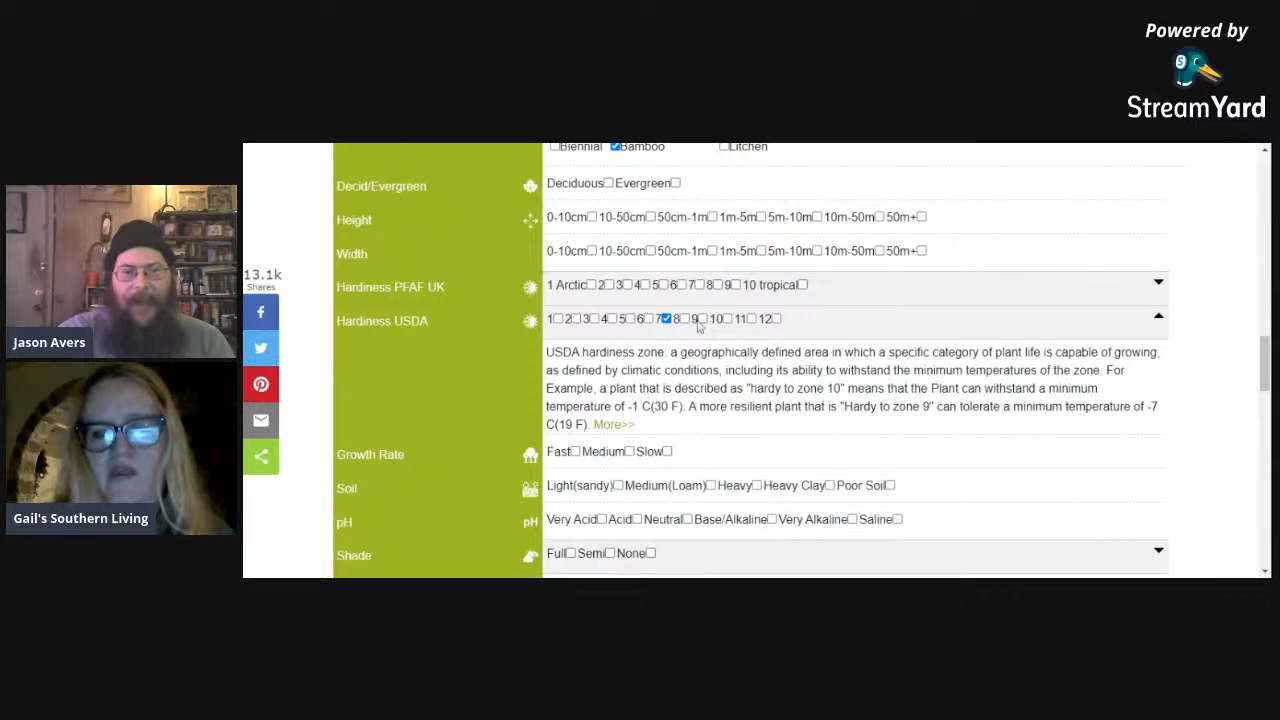 Powered by
StreamYard
Biennial Bamboo Litchen
Decid/Evergreen
Deciduous Evergreen
Height
0-10cm 10-50cm 50cm-1m 1m-5m 5m-10m 10m-50m 50m+
Width
0-10cm 10-50cm 50cm-1m 1m-5m 5m-10m 10m-50m 50m+
13.1k
Shares
Hardiness PFAF UK
1 Arctic 2 3 4 5 6 7 8 9 10 tropical
Hardiness USDA
1 2 3 4 5 6 7 8 9 10 11 12
USDA hardiness zone: a geographically defined area in which a specific category of plant life is capable of growing,
as defined by climatic conditions, including its ability to withstand the minimum temperatures of the zone. For
Example, a plant that is described as "hardy to zone 10" means that the Plant can withstand a minimum
temperature of -1 C(30 F). A more resilient plant that is "Hardy to zone 9" can tolerate a minimum temperature of -7
C(19 F). More>>
Growth Rate
Fast Medium Slow
Soil
Light(sandy) Medium(Loam) Heavy Heavy Clay Poor Soil
pH
pH
Very Acid Acid Neutral Base/Alkaline Very Alkaline Saline
Shade
Full Semi None
Jason Avers
Gail's Southern Living